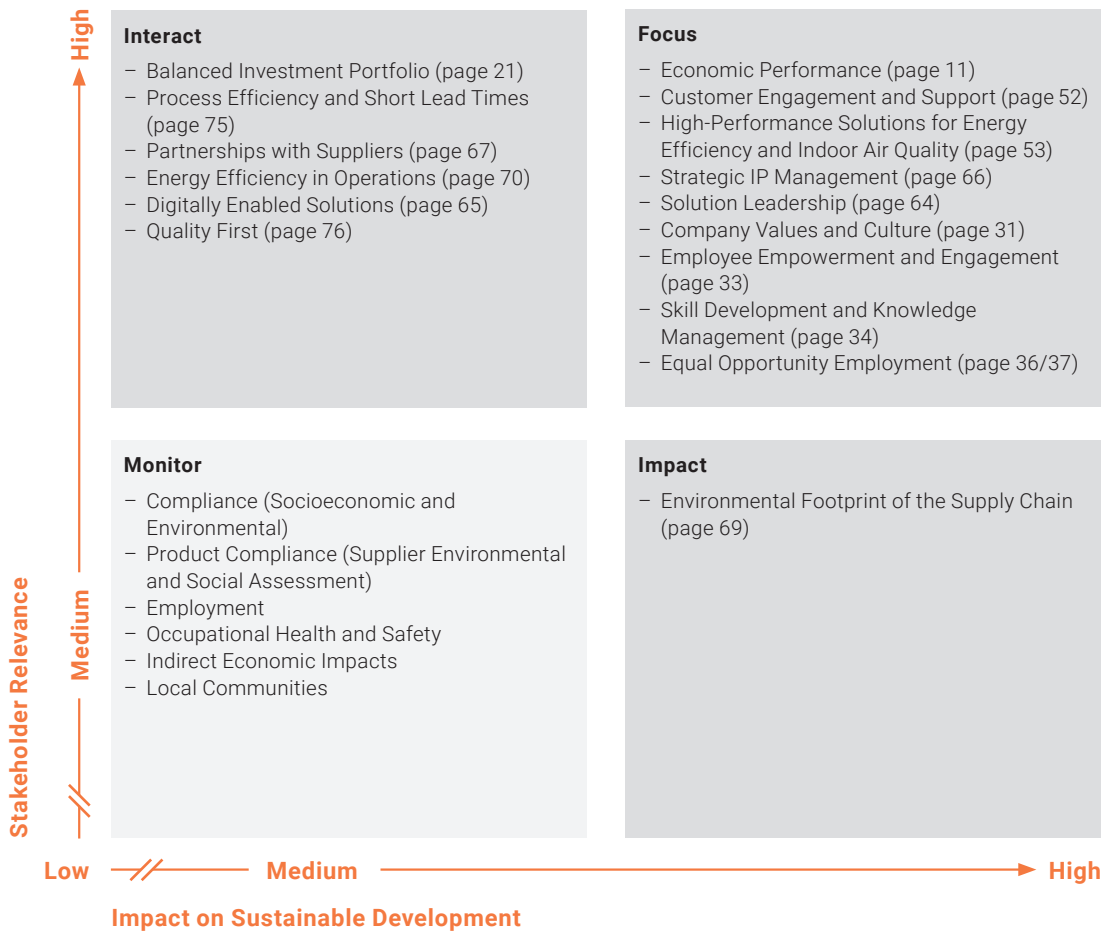 High
Interact
– Balanced Investment Portfolio (page 21)
– Process Efficiency and Short Lead Times
(page 75)
– Partnerships with Suppliers (page 67)
– Energy Efficiency in Operations (page 70)
– Digitally Enabled Solutions (page 65)
– Quality First (page 76)
Focus
– Economic Performance (page 11)
– Customer Engagement and Support (page 52)
– High-Performance Solutions for Energy
Efficiency and Indoor Air Quality (page 53)
– Strategic IP Management (page 66)
– Solution Leadership (page 64)
– Company Values and Culture (page 31)
– Employee Empowerment and Engagement
(page 33)
– Skill Development and Knowledge
Management (page 34)
– Equal Opportunity Employment (page 36/37)
Stakeholder Relevance
Medium
Monitor
– Compliance (Socioeconomic and
Environmental)
– Product Compliance (Supplier Environmental
and Social Assessment)
– Employment
– Occupational Health and Safety
– Indirect Economic Impacts
– Local Communities
Impact
– Environmental Footprint of the Supply Chain
(page 69)
Low
Medium
High
Impact on Sustainable Development